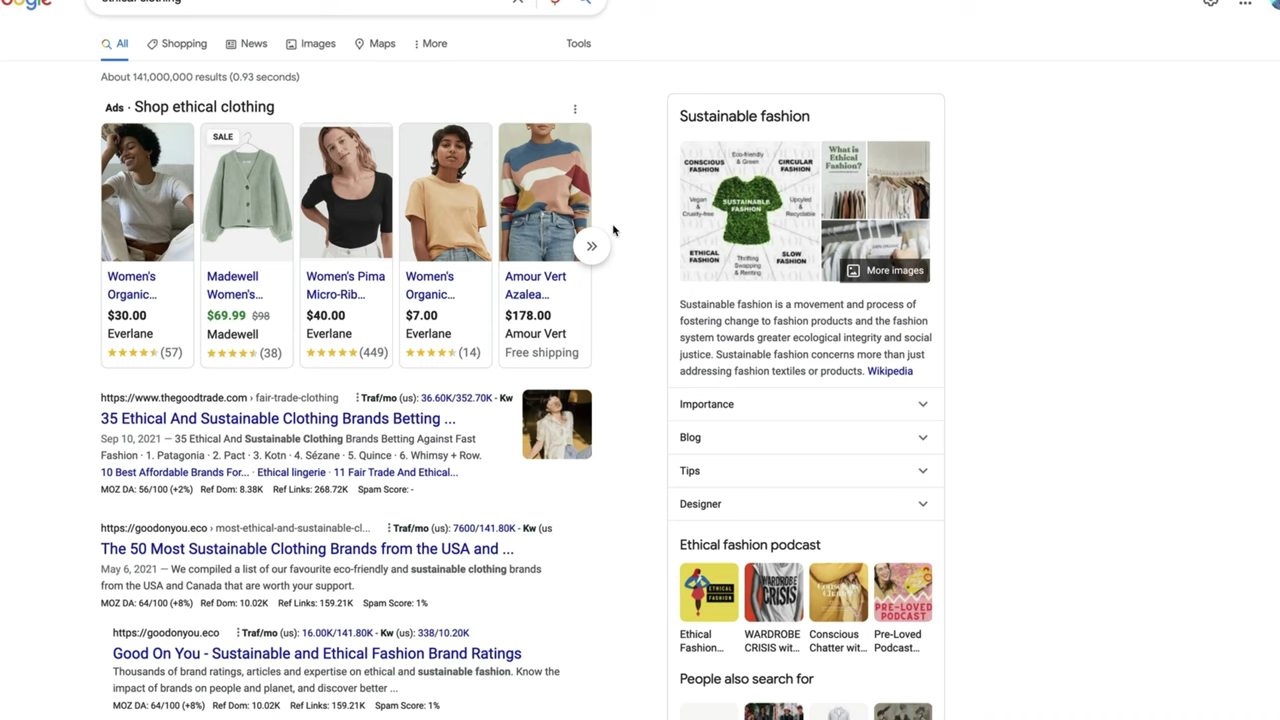 All
Shopping
News
Images
Maps
More
Tools
About 141,000,000 results (0.93 seconds)
Ads · Shop ethical clothing
SALE
Women's Organic...
$30.00
Everlane
(57)
Madewell Women's...
$69.99 $98
Madewell
(38)
Women's Pima Micro-Rib...
$40.00
Everlane
(449)
Women's Organic...
$7.00
Everlane
(14)
Amour Vert Azalea...
$178.00
Amour Vert
Free shipping
https://www.thegoodtrade.com › fair-trade-clothing Traf/mo (us): 36.60K/352.70K - Kw
35 Ethical And Sustainable Clothing Brands Betting ...
Sep 10, 2021 — 35 Ethical And Sustainable Clothing Brands Betting Against Fast
Fashion · 1. Patagonia · 2. Pact · 3. Kotn · 4. Sézane · 5. Quince · 6. Whimsy + Row.
10 Best Affordable Brands For... · Ethical lingerie · 11 Fair Trade And Ethical...
MOZ DA: 56/100 (+2%) Ref Dom: 8.38K Ref Links: 268.72K Spam Score: -
https://goodonyou.eco › most-ethical-and-sustainable-cl... Traf/mo (us): 7600/141.80K - Kw (us
The 50 Most Sustainable Clothing Brands from the USA and ...
May 6, 2021 — We compiled a list of our favourite eco-friendly and sustainable clothing brands
from the USA and Canada that are worth your support.
MOZ DA: 64/100 (+8%) Ref Dom: 10.02K Ref Links: 159.21K Spam Score: 1%
https://goodonyou.eco Traf/mo (us): 16.00K/141.80K - Kw (us): 338/10.20K
Good On You - Sustainable and Ethical Fashion Brand Ratings
Thousands of brand ratings, articles and expertise on ethical and sustainable fashion. Know the
impact of brands on people and planet, and discover better ...
MOZ DA: 64/100 (+8%) Ref Dom: 10.02K Ref Links: 159.21K Spam Score: 1%
Sustainable fashion
CONSCIOUS FASHION
Eco-friendly & Green
CIRCULAR FASHION
Vegan & Cruelty-free
SUSTAINABLE FASHION
Upcyled & Recyclable
ETHICAL FASHION
Thrifting Swapping & Renting
SLOW FASHION
What is
Ethical
Fashion?
More images
Sustainable fashion is a movement and process of
fostering change to fashion products and the fashion
system towards greater ecological integrity and social
justice. Sustainable fashion concerns more than just
addressing fashion textiles or products. Wikipedia
Importance
Blog
Tips
Designer
Ethical fashion podcast
ETHICAL FASHION
WARDROBE CRISIS
PRE-LOVED PODCAST
Ethical Fashion...
WARDROBE CRISIS wit...
Conscious Chatter wit...
Pre-Loved Podcast...
People also search for